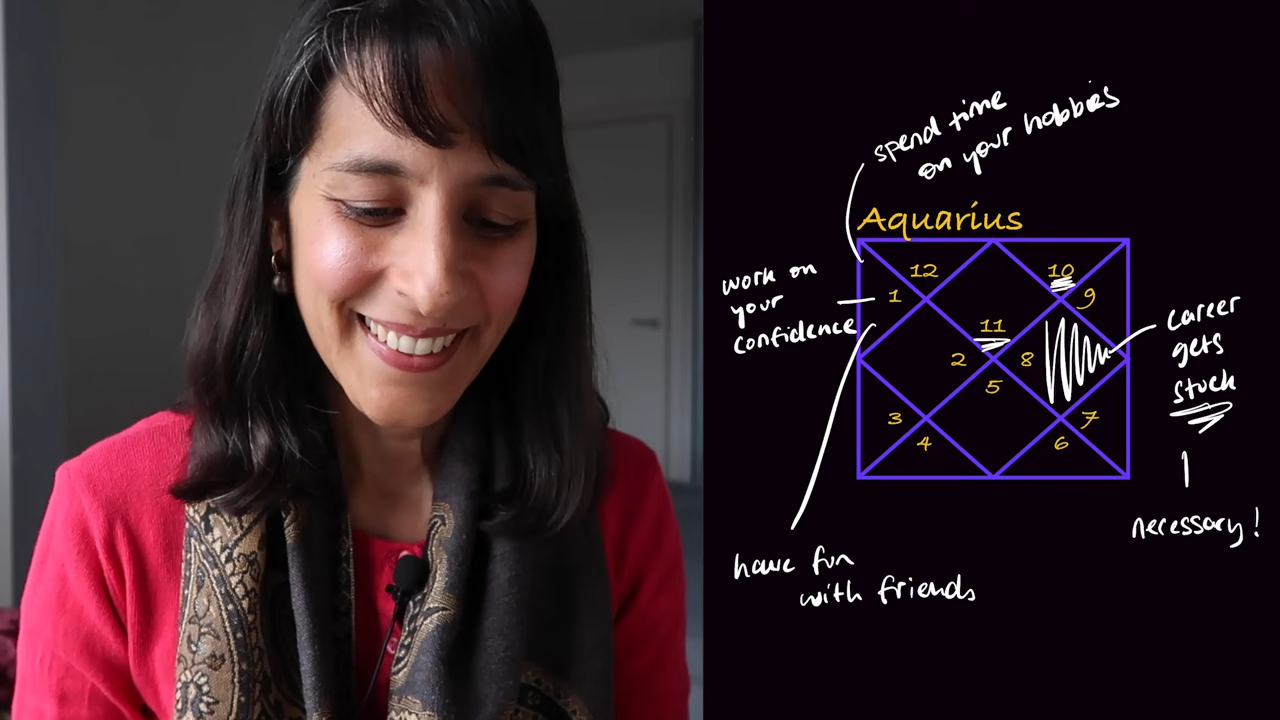 spend time
on your hobbies
Aquarius
12
10
1
9
work on
your
confidence
11
2
8
5
career
gets
stuck
3
7
4
6
necessary!
have fun
with friends